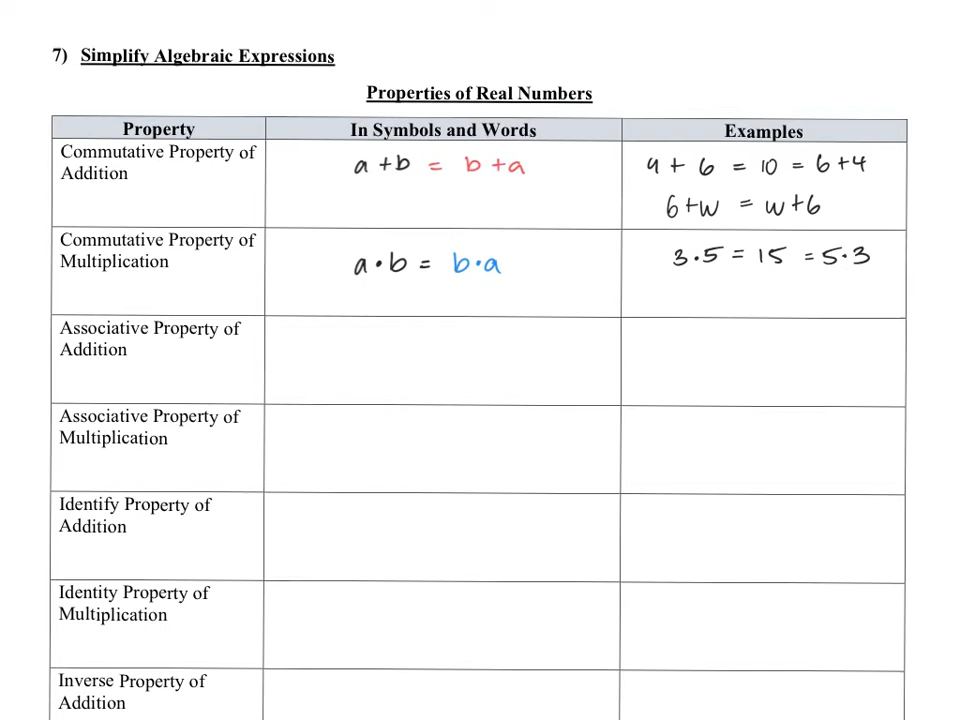 7) Simplify Algebraic Expressions
Properties of Real Numbers
Property In Symbols and Words Examples
Commutative Property of
Addition
a + b = b + a
4 + 6 = 10 = 6 + 4
6 + w = w + 6
Commutative Property of
Multiplication
a · b = b · a
3 · 5 = 15 = 5 · 3
Associative Property of
Addition
Associative Property of
Multiplication
Identify Property of
Addition
Identity Property of
Multiplication
Inverse Property of
Addition